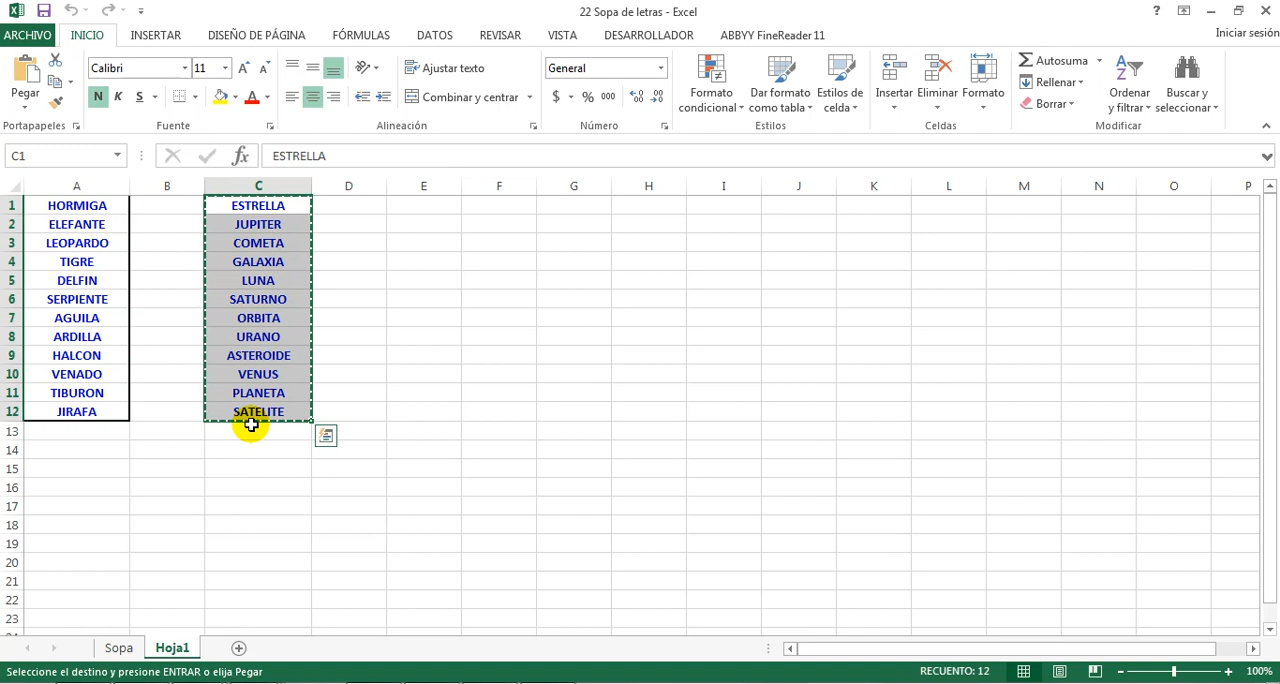 22 Sopa de letras - Excel
?
ARCHIVO INICIO INSERTAR DISEÑO DE PÁGINA FÓRMULAS DATOS REVISAR VISTA DESARROLLADOR ABBYY FineReader 11 Iniciar sesión
Pegar
Calibri 11
N K S
Ajustar texto
Combinar y centrar
General
$ % 000
Formato condicional
Dar formato como tabla
Estilos de celda
Insertar Eliminar Formato
Autosuma
Rellenar
Borrar
Ordenar y filtrar
Buscar y seleccionar
Portapapeles Fuente Alineación Número Estilos Celdas Modificar
C1 fx ESTRELLA
A B C D E F G H I J K L M N O P
1 HORMIGA ESTRELLA
2 ELEFANTE JUPITER
3 LEOPARDO COMETA
4 TIGRE GALAXIA
5 DELFIN LUNA
6 SERPIENTE SATURNO
7 AGUILA ORBITA
8 ARDILLA URANO
9 HALCON ASTEROIDE
10 VENADO VENUS
11 TIBURON PLANETA
12 JIRAFA SATELITE
13
14
15
16
17
18
19
20
21
22
23
Sopa Hoja1
Seleccione el destino y presione ENTRAR o elija Pegar RECUENTO: 12 100%